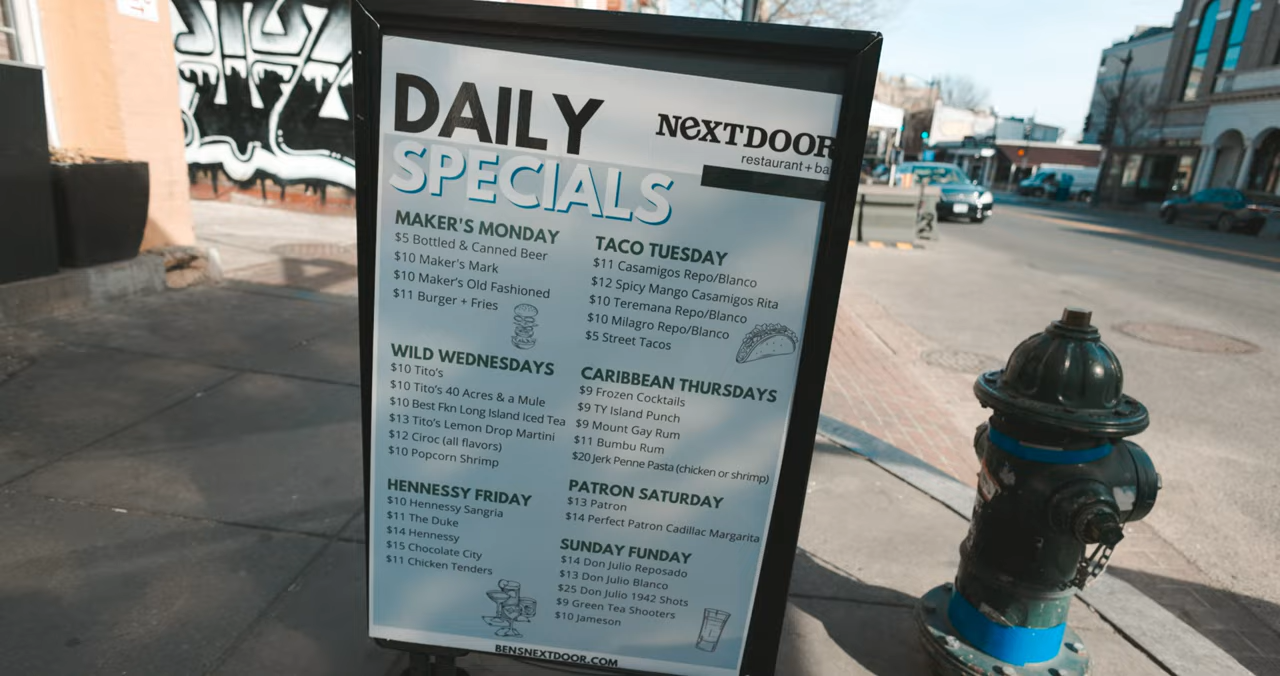 DAILY
SPECIALS
NEXTDOOR
restaurant+ba
MAKER'S MONDAY
$5 Bottled & Canned Beer
$10 Maker's Mark
$10 Maker's Old Fashioned
$11 Burger + Fries
TACO TUESDAY
$11 Casamigos Repo/Blanco
$12 Spicy Mango Casamigos Rita
$10 Teremana Repo/Blanco
$10 Milagro Repo/Blanco
$5 Street Tacos
WILD WEDNESDAYS
$10 Tito's
$10 Tito's 40 Acres & a Mule
$10 Best Fkn Long Island Iced Tea
$13 Tito's Lemon Drop Martini
$12 Ciroc (all flavors)
$10 Popcorn Shrimp
CARIBBEAN THURSDAYS
$9 Frozen Cocktails
$9 TY Island Punch
$9 Mount Gay Rum
$11 Bumbu Rum
$20 Jerk Penne Pasta (chicken or shrimp)
HENNESSY FRIDAY
$10 Hennessy Sangria
$11 The Duke
$14 Hennessy
$15 Chocolate City
$11 Chicken Tenders
PATRON SATURDAY
$13 Patron
$14 Perfect Patron Cadillac Margarita
SUNDAY FUNDAY
$14 Don Julio Reposado
$13 Don Julio Blanco
$25 Don Julio 1942 Shots
$9 Green Tea Shooters
$10 Jameson
BENSNEXTDOOR.COM